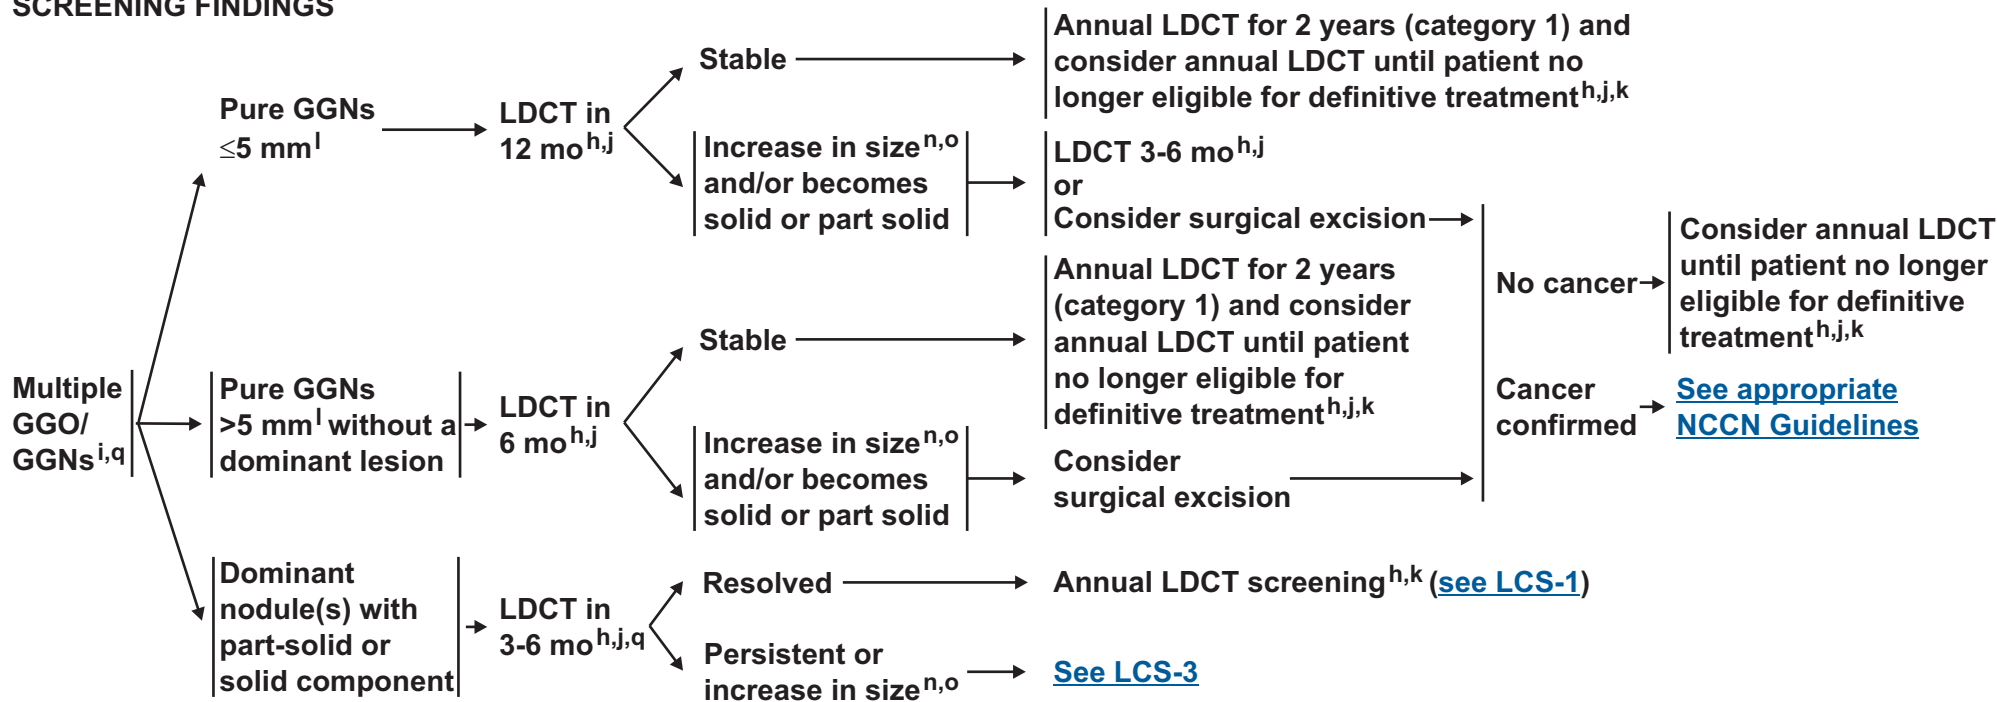 SCREENING FINDINGS
Multiple
GGO/
GGNs i,q
Pure GGNs
≤5 mm l
LDCT in
12 mo h,j
Stable
Annual LDCT for 2 years (category 1) and
consider annual LDCT until patient no
longer eligible for definitive treatment h,j,k
Increase in size n,o
and/or becomes
solid or part solid
LDCT 3-6 mo h,j
or
Consider surgical excision
Pure GGNs
>5 mm l without a
dominant lesion
LDCT in
6 mo h,j
Stable
Annual LDCT for 2 years
(category 1) and consider
annual LDCT until patient
no longer eligible for
definitive treatment h,j,k
Increase in size n,o
and/or becomes
solid or part solid
Consider
surgical excision
No cancer
Consider annual LDCT
until patient no longer
eligible for definitive
treatment h,j,k
Cancer
confirmed
See appropriate
NCCN Guidelines
Dominant
nodule(s) with
part-solid or
solid component
LDCT in
3-6 mo h,j,q
Resolved
Annual LDCT screening h,k (see LCS-1)
Persistent or
increase in size n,o
See LCS-3